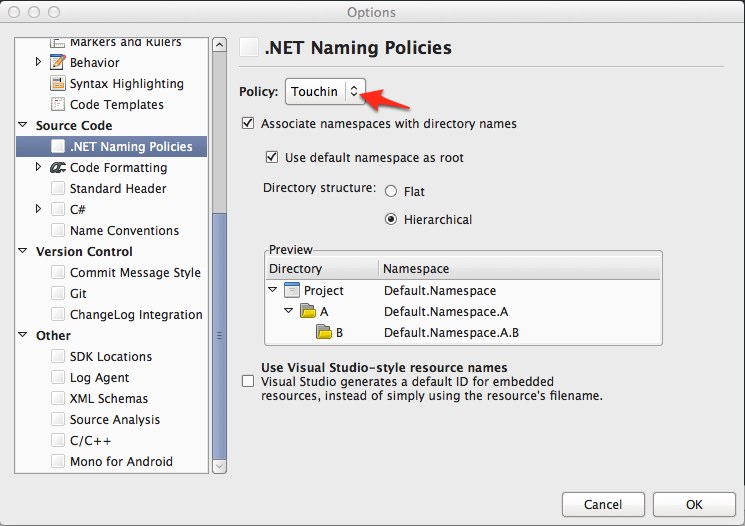 Options
Markers and Rulers
Behavior
Syntax Highlighting
Code Templates
Source Code
.NET Naming Policies
Code Formatting
Standard Header
C#
Name Conventions
Version Control
Commit Message Style
Git
ChangeLog Integration
Other
SDK Locations
Log Agent
XML Schemas
Source Analysis
C/C++
Mono for Android
.NET Naming Policies
Policy: Touchin
Associate namespaces with directory names
Use default namespace as root
Directory structure: Flat
Hierarchical
Preview
Directory Namespace
Project Default.Namespace
A Default.Namespace.A
B Default.Namespace.A.B
Use Visual Studio-style resource names
Visual Studio generates a default ID for embedded
resources, instead of simply using the resource's filename.
Cancel OK